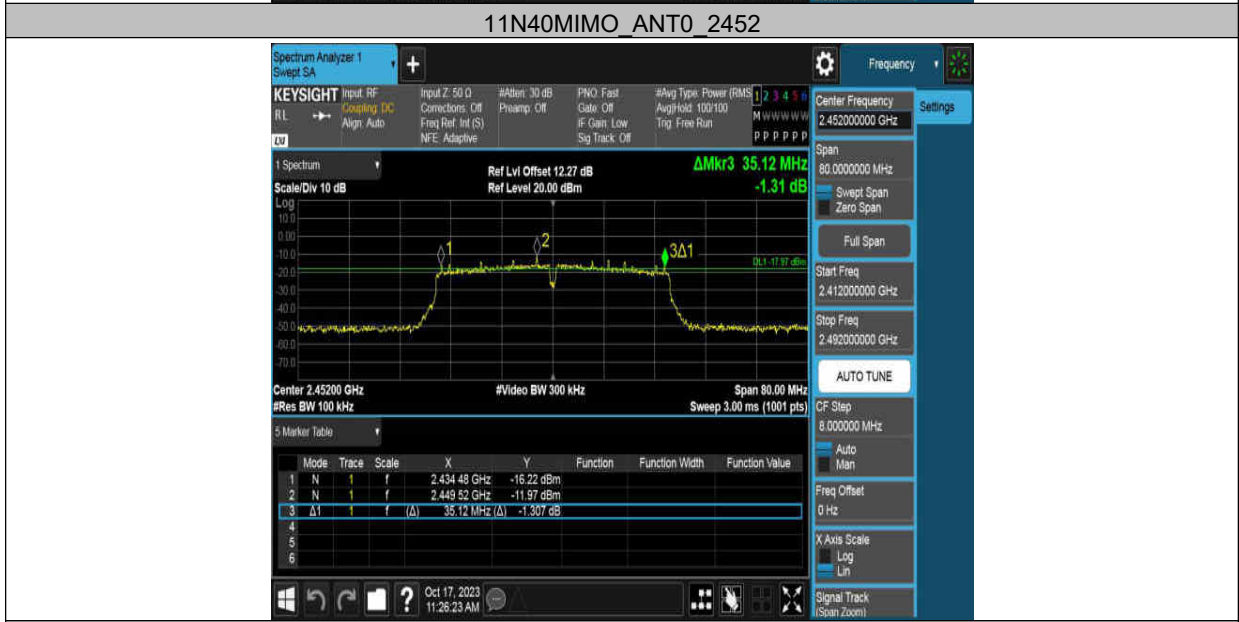 11N40MIMO_ANT0_2452
Spectrum Analyzer 1
Swept SA
+
Frequency
KEYSIGHT
RL
LXI
Input: RF
Coupling: DC
Align: Auto
Input Z: 50 Ω
Corrections: Off
Freq Ref: Int (S)
NFE: Adaptive
#Atten: 30 dB
Preamp: Off
PNO: Fast
Gate: Off
IF Gain: Low
Sig Track: Off
#Avg Type: Power (RMS
Avg|Hold: 100/100
Trig: Free Run
1 2 3 4 5 6
M W W W W W
P P P P P P
Center Frequency
2.452000000 GHz
Settings
1 Spectrum
Scale/Div 10 dB
Ref Lvl Offset 12.27 dB
Ref Level 20.00 dBm
ΔMkr3 35.12 MHz
-1.31 dB
Log
10.0
0.00
-10.0
-20.0
-30.0
-40.0
-50.0
-60.0
-70.0
1
2
3Δ1
DL1 -17.97 dBm
Center 2.45200 GHz
#Res BW 100 kHz
#Video BW 300 kHz
Span 80.00 MHz
Sweep 3.00 ms (1001 pts)
Span
80.0000000 MHz
Swept Span
Zero Span
Full Span
Start Freq
2.412000000 GHz
Stop Freq
2.492000000 GHz
AUTO TUNE
CF Step
8.000000 MHz
Auto
Man
Freq Offset
0 Hz
X Axis Scale
Log
Lin
Signal Track
(Span Zoom)
5 Marker Table
Mode Trace Scale X Y Function Function Width Function Value
1 N 1 f 2.434 48 GHz -16.22 dBm
2 N 1 f 2.449 52 GHz -11.97 dBm
3 Δ1 1 f (Δ) 35.12 MHz (Δ) -1.307 dB
4
5
6
?
Oct 17, 2023
11:26:23 AM